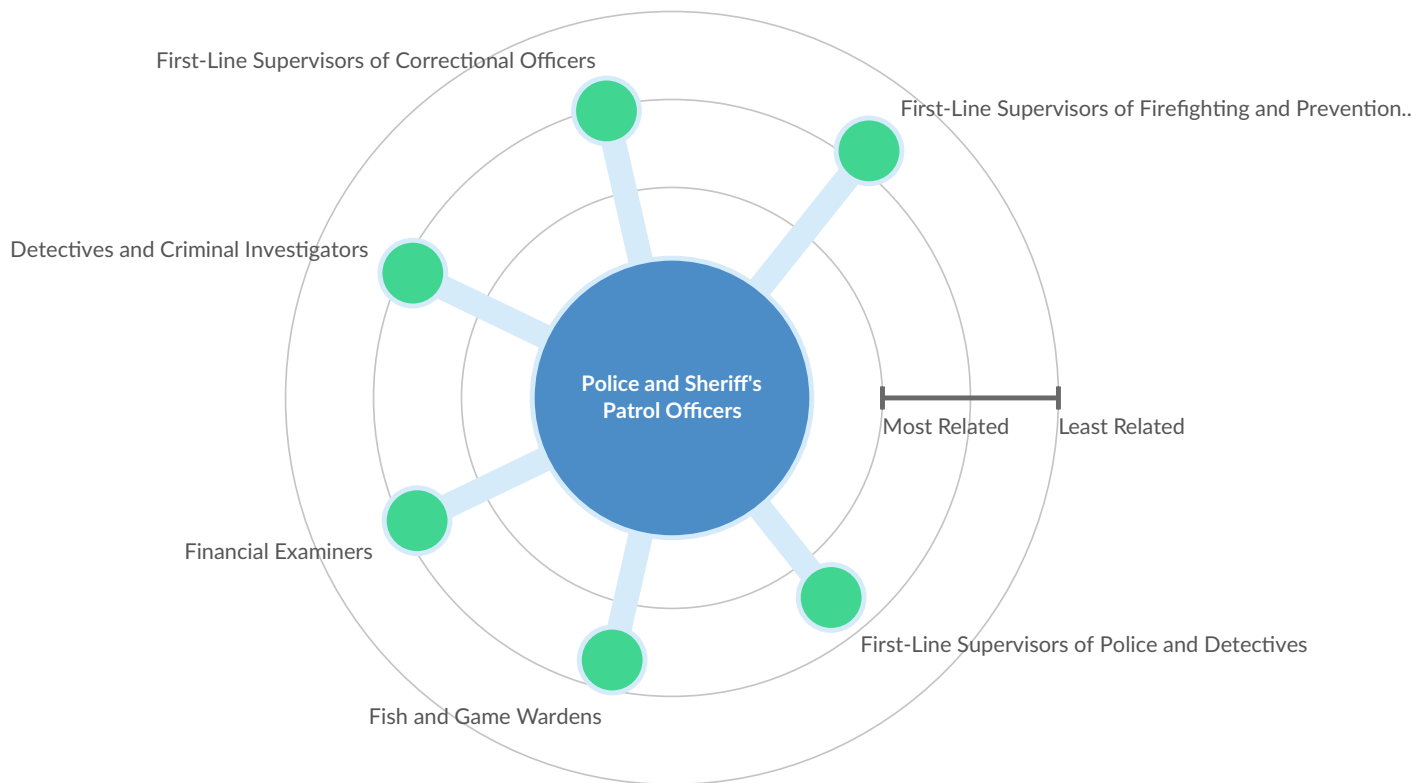 First-Line Supervisors of Correctional Officers
First-Line Supervisors of Firefighting and Prevention..
Detectives and Criminal Investigators
Police and Sheriff's
Patrol Officers
Most Related
Least Related
Financial Examiners
First-Line Supervisors of Police and Detectives
Fish and Game Wardens